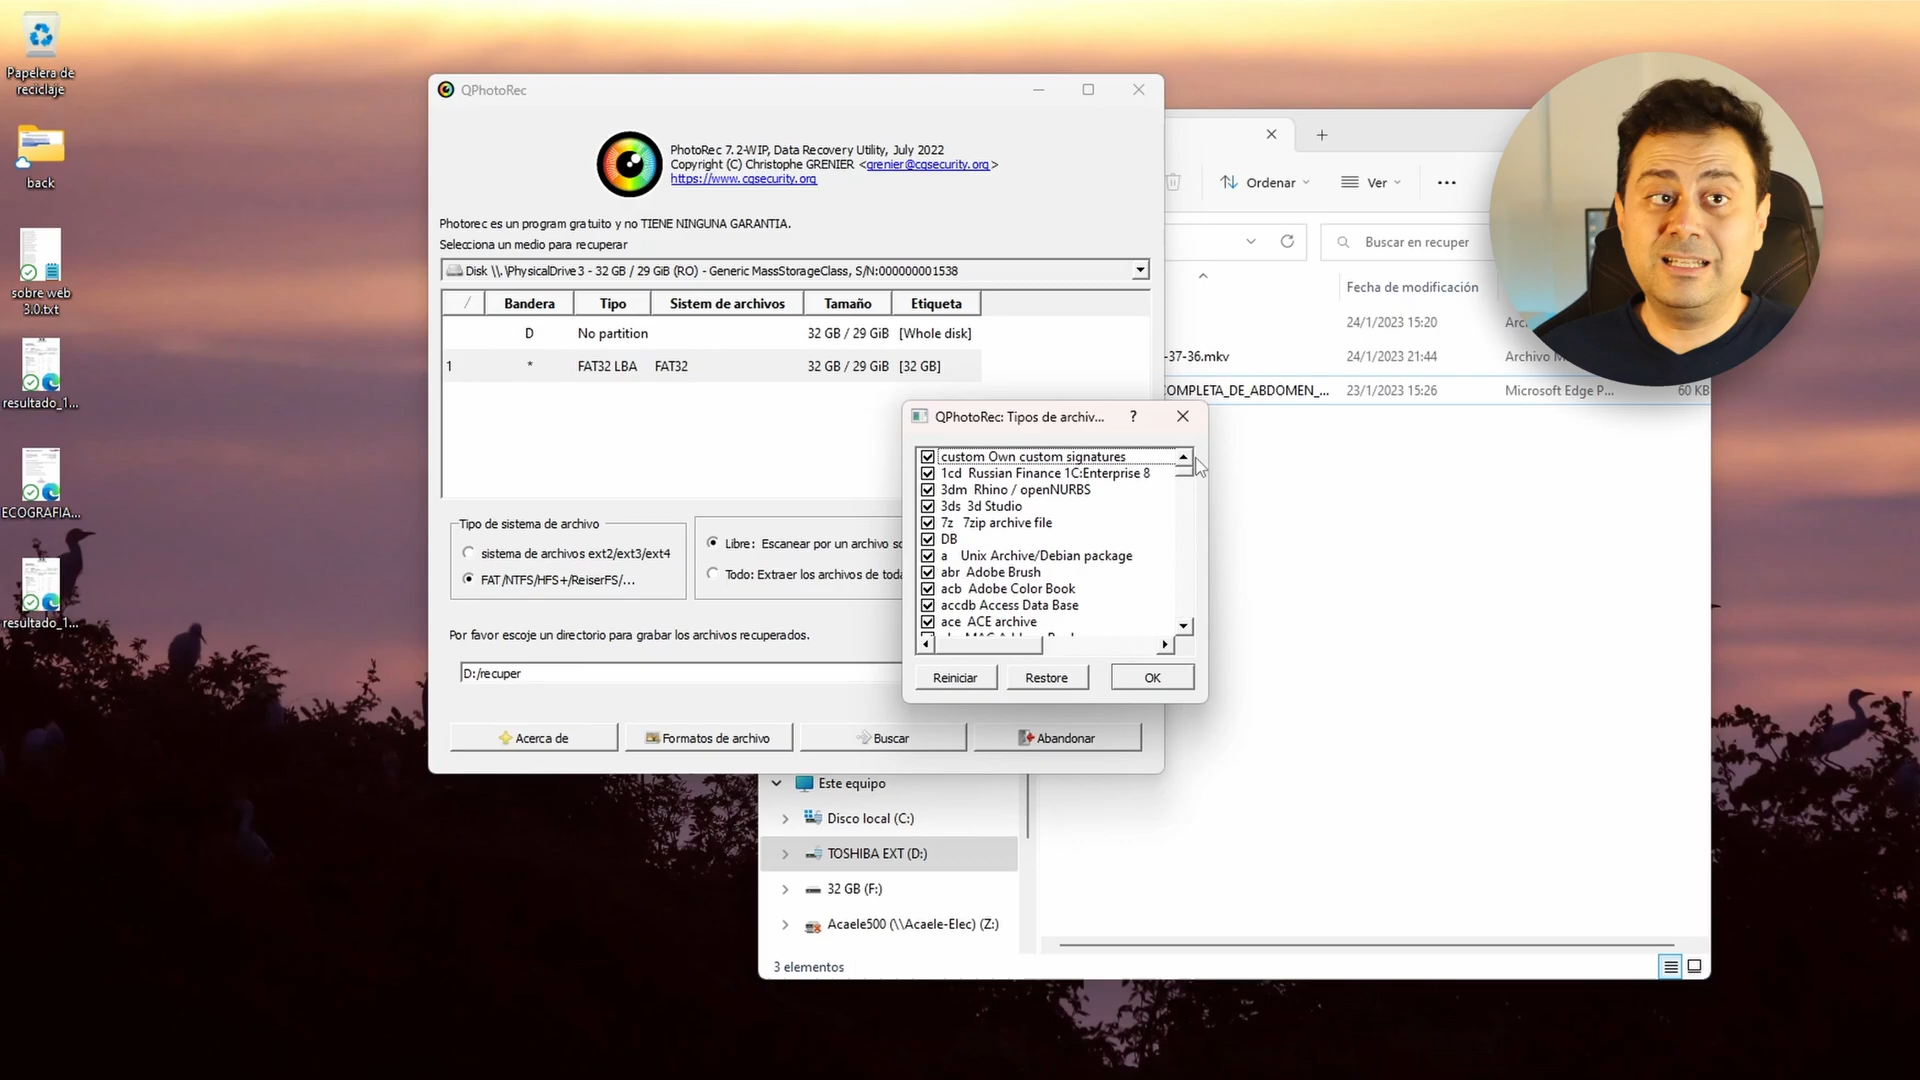 Papelera de
reciclaje
back
sobre web
3.0.txt
resultado_1...
ECOGRAFIA...
resultado_1...
QPhotoRec
PhotoRec 7.2-WIP, Data Recovery Utility, July 2022
Copyright (C) Christophe GRENIER <grenier@cgsecurity.org>
https://www.cgsecurity.org
Photorec es un program gratuito y no TIENE NINGUNA GARANTIA.
Selecciona un medio para recuperar
Disk \\.\PhysicalDrive3 - 32 GB / 29 GiB (RO) - Generic MassStorageClass, S/N:000000001538
/ Bandera Tipo Sistem de archivos Tamaño Etiqueta
D No partition 32 GB / 29 GiB [Whole disk]
1 * FAT32 LBA FAT32 32 GB / 29 GiB [32 GB]
Tipo de sistema de archivo
sistema de archivos ext2/ext3/ext4
FAT/NTFS/HFS+/ReiserFS/...
Libre: Escanear por un archivo so
Todo: Extraer los archivos de toda
Por favor escoje un directorio para grabar los archivos recuperados.
D:/recuper
Acerca de
Formatos de archivo
Buscar
Abandonar
QPhotoRec: Tipos de archiv... ?
custom Own custom signatures
1cd Russian Finance 1C:Enterprise 8
3dm Rhino / openNURBS
3ds 3d Studio
7z 7zip archive file
DB
a Unix Archive/Debian package
abr Adobe Brush
acb Adobe Color Book
accdb Access Data Base
ace ACE archive
Reiniciar
Restore
OK
Ordenar
Ver
Buscar en recuper
Fecha de modificación
24/1/2023 15:20 Arc
-37-36.mkv 24/1/2023 21:44 Archivo M
OMPLETA_DE_ABDOMEN_... 23/1/2023 15:26 Microsoft Edge P... 60 KB
Este equipo
Disco local (C:)
TOSHIBA EXT (D:)
32 GB (F:)
Acaele500 (\\Acaele-Elec) (Z:)
3 elementos